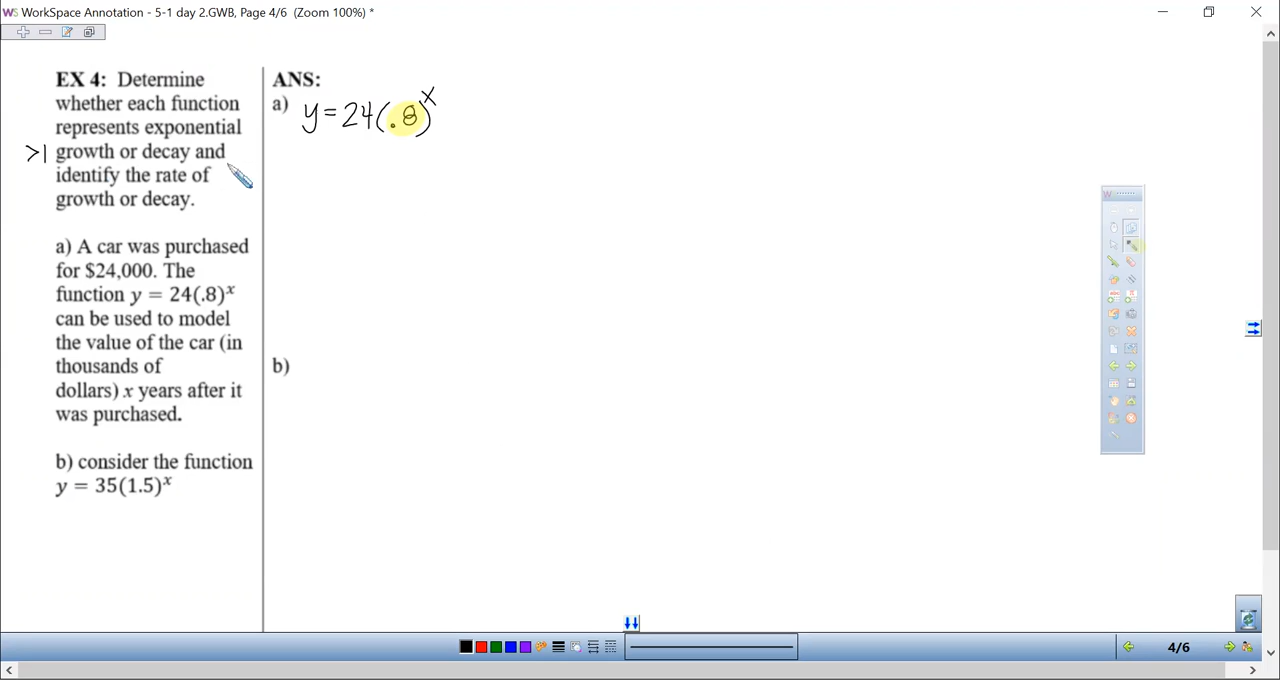 WS WorkSpace Annotation - 5-1 day 2.GWB, Page 4/6 (Zoom 100%) *
EX 4: Determine
whether each function
represents exponential
>1 growth or decay and
identify the rate of
growth or decay.
a) A car was purchased
for $24,000. The
function y = 24(.8)ˣ
can be used to model
the value of the car (in
thousands of
dollars) x years after it
was purchased.
b) consider the function
y = 35(1.5)ˣ
ANS:
a) y = 24(.8)ˣ
b)
W
4/6